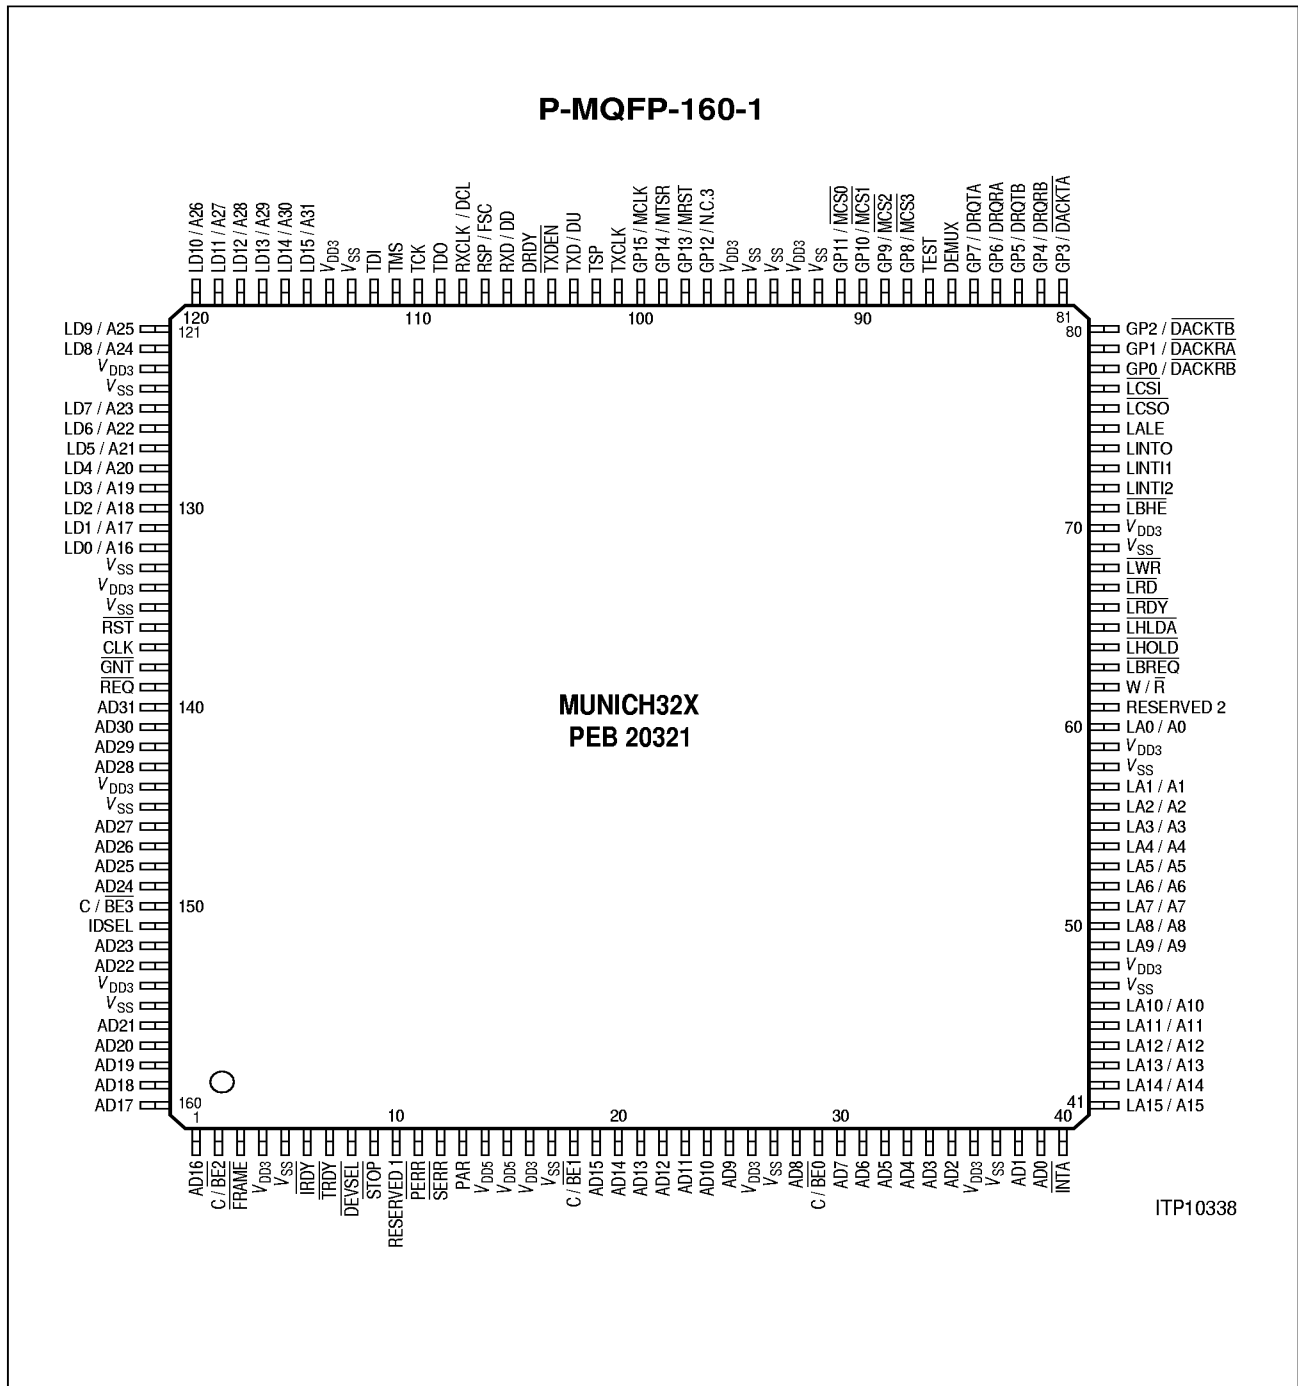 P-MQFP-160-1
LD10 / A26
LD11 / A27
LD12 / A28
LD13 / A29
LD14 / A30
LD15 / A31
VDD3
VSS
TDI
TMS
TCK
TDO
RXCLK / DCL
RSP / FSC
RXD / DD
DRDY
TXDEN
TXD / DU
TSP
TXCLK
GP15 / MCLK
GP14 / MTSR
GP13 / MRST
GP12 / N.C.3
VDD3
VSS
VSS
VDD3
VSS
GP11 / MCS0
GP10 / MCS1
GP9 / MCS2
GP8 / MCS3
TEST
DEMUX
GP7 / DRQTA
GP6 / DRQRA
GP5 / DRQTB
GP4 / DRQRB
GP3 / DACKTA
120
110
100
90
81
121
80
LD9 / A25
LD8 / A24
VDD3
VSS
LD7 / A23
LD6 / A22
LD5 / A21
LD4 / A20
LD3 / A19
LD2 / A18
130
LD1 / A17
LD0 / A16
VSS
VDD3
VSS
RST
CLK
GNT
REQ
AD31
140
AD30
AD29
AD28
VDD3
VSS
AD27
AD26
AD25
AD24
C / BE3
150
IDSEL
AD23
AD22
VDD3
VSS
AD21
AD20
AD19
AD18
AD17
160
MUNICH32X
PEB 20321
GP2 / DACKTB
GP1 / DACKRA
GP0 / DACKRB
LCSI
LCSO
LALE
LINTO
LINTI1
LINTI2
LBHE
70
VDD3
VSS
LWR
LRD
LRDY
LHLDA
LHOLD
LBREQ
W / R
RESERVED 2
60
LA0 / A0
VDD3
VSS
LA1 / A1
LA2 / A2
LA3 / A3
LA4 / A4
LA5 / A5
LA6 / A6
LA7 / A7
50
LA8 / A8
LA9 / A9
VDD3
VSS
LA10 / A10
LA11 / A11
LA12 / A12
LA13 / A13
LA14 / A14
41
LA15 / A15
1
10
20
30
40
AD16
C / BE2
FRAME
VDD3
VSS
IRDY
TRDY
DEVSEL
STOP
RESERVED 1
PERR
SERR
PAR
VDD5
VDD5
VDD3
VSS
C / BE1
AD15
AD14
AD13
AD12
AD11
AD10
AD9
VDD3
VSS
AD8
C / BE0
AD7
AD6
AD5
AD4
AD3
AD2
VDD3
VSS
AD1
AD0
INTA
ITP10338